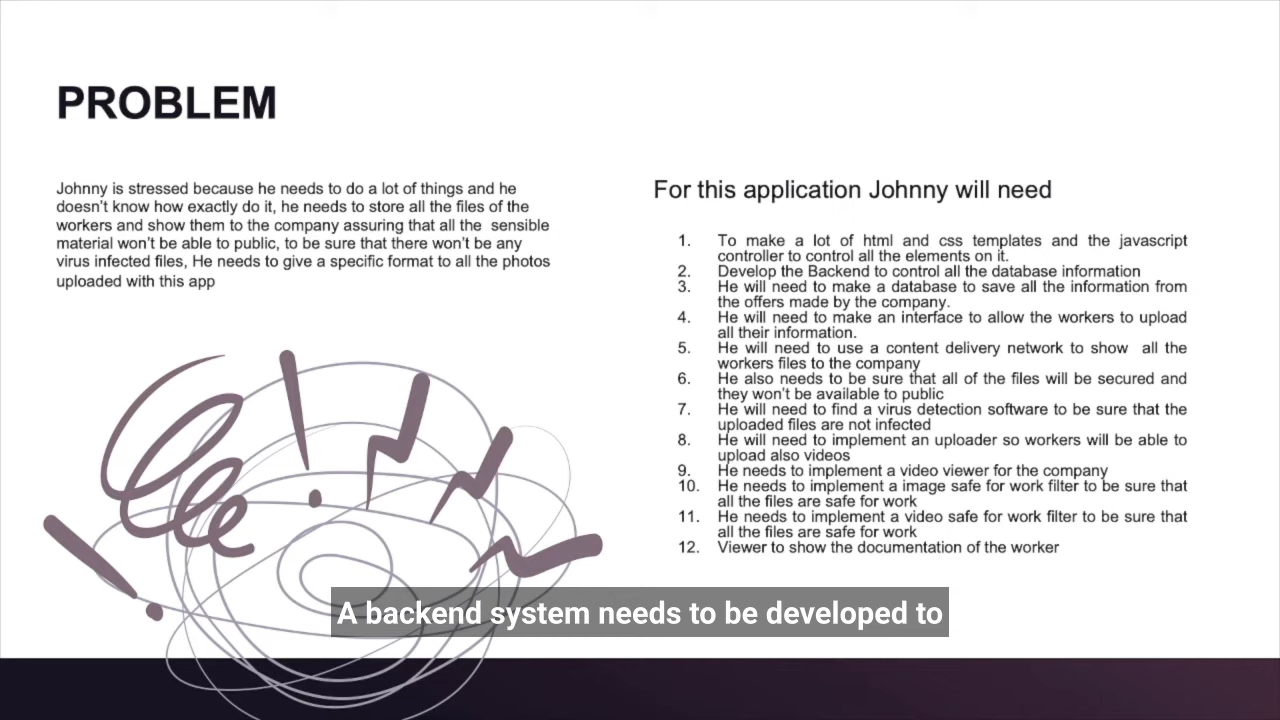 PROBLEM
Johnny is stressed because he needs to do a lot of things and he
doesn't know how exactly do it, he needs to store all the files of the
workers and show them to the company assuring that all the sensible
material won't be able to public, to be sure that there won't be any
virus infected files, He needs to give a specific format to all the photos
uploaded with this app
For this application Johnny will need
1. To make a lot of html and css templates and the javascript
controller to control all the elements on it.
2. Develop the Backend to control all the database information
3. He will need to make a database to save all the information from
the offers made by the company.
4. He will need to make an interface to allow the workers to upload
all their information.
5. He will need to use a content delivery network to show all the
workers files to the company
6. He also needs to be sure that all of the files will be secured and
they won't be available to public
7. He will need to find a virus detection software to be sure that the
uploaded files are not infected
8. He will need to implement an uploader so workers will be able to
upload also videos
9. He needs to implement a video viewer for the company
10. He needs to implement a image safe for work filter to be sure that
all the files are safe for work
11. He needs to implement a video safe for work filter to be sure that
all the files are safe for work
12. Viewer to show the documentation of the worker
A backend system needs to be developed to